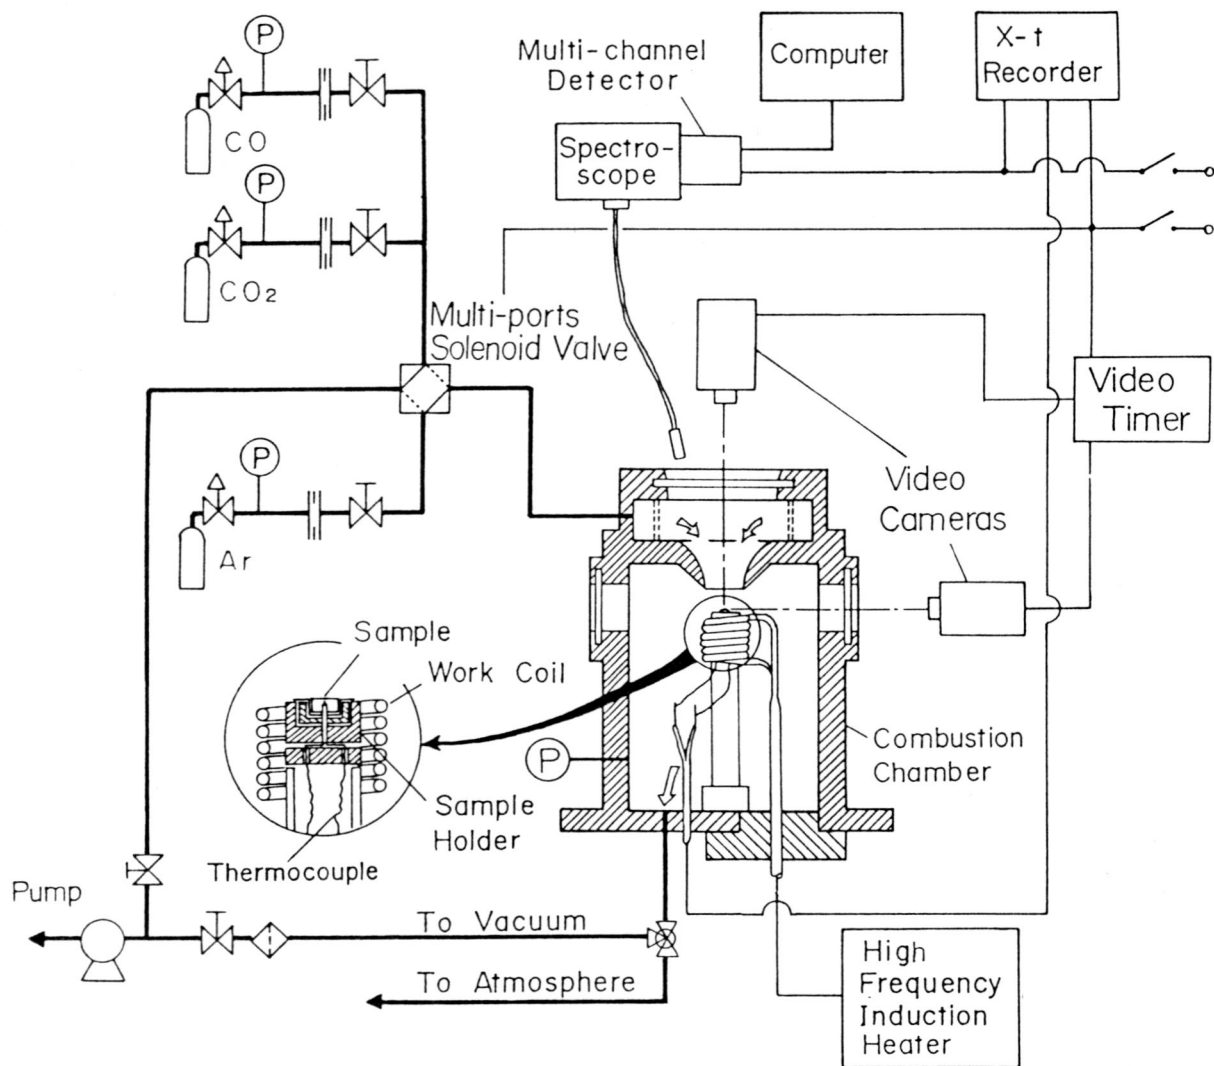 P
CO
P
CO2
Multi-channel
Detector
Computer
X-t
Recorder
Spectro-
scope
Multi-ports
Solenoid Valve
Video
Timer
P
Ar
Video
Cameras
Sample
Work Coil
P
Combustion
Chamber
Sample
Holder
Thermocouple
Pump
To Vacuum
To Atmosphere
High
Frequency
Induction
Heater